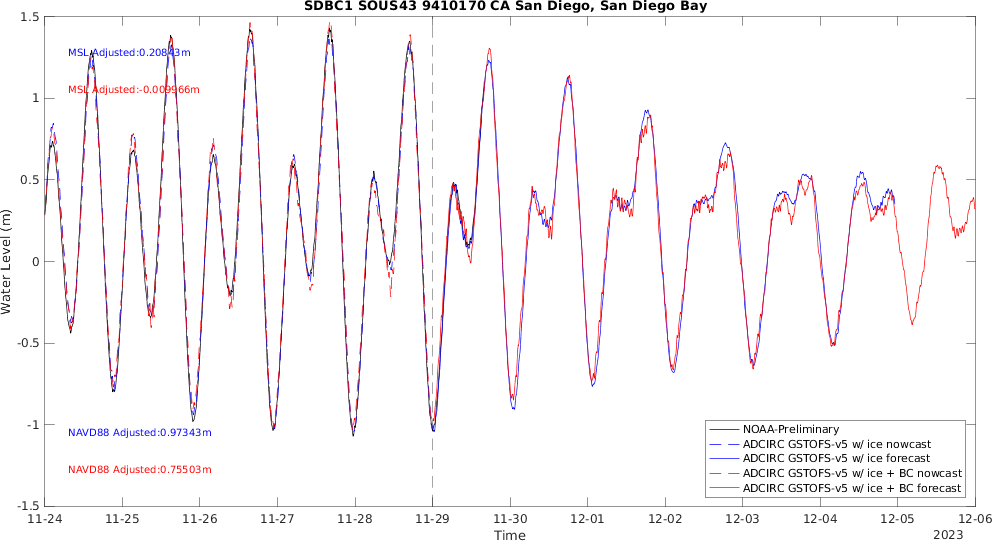 SDBC1 SOUS43 9410170 CA San Diego, San Diego Bay
1.5
MSL Adjusted:0.20843m
MSL Adjusted:-0.009966m
1
0.5
0
-0.5
-1
-1.5
Water Level (m)
NAVD88 Adjusted:0.97343m
NAVD88 Adjusted:0.75503m
NOAA-Preliminary
ADCIRC GSTOFS-v5 w/ ice nowcast
ADCIRC GSTOFS-v5 w/ ice forecast
ADCIRC GSTOFS-v5 w/ ice + BC nowcast
ADCIRC GSTOFS-v5 w/ ice + BC forecast
11-24 11-25 11-26 11-27 11-28 11-29 11-30 12-01 12-02 12-03 12-04 12-05 12-06
Time
2023